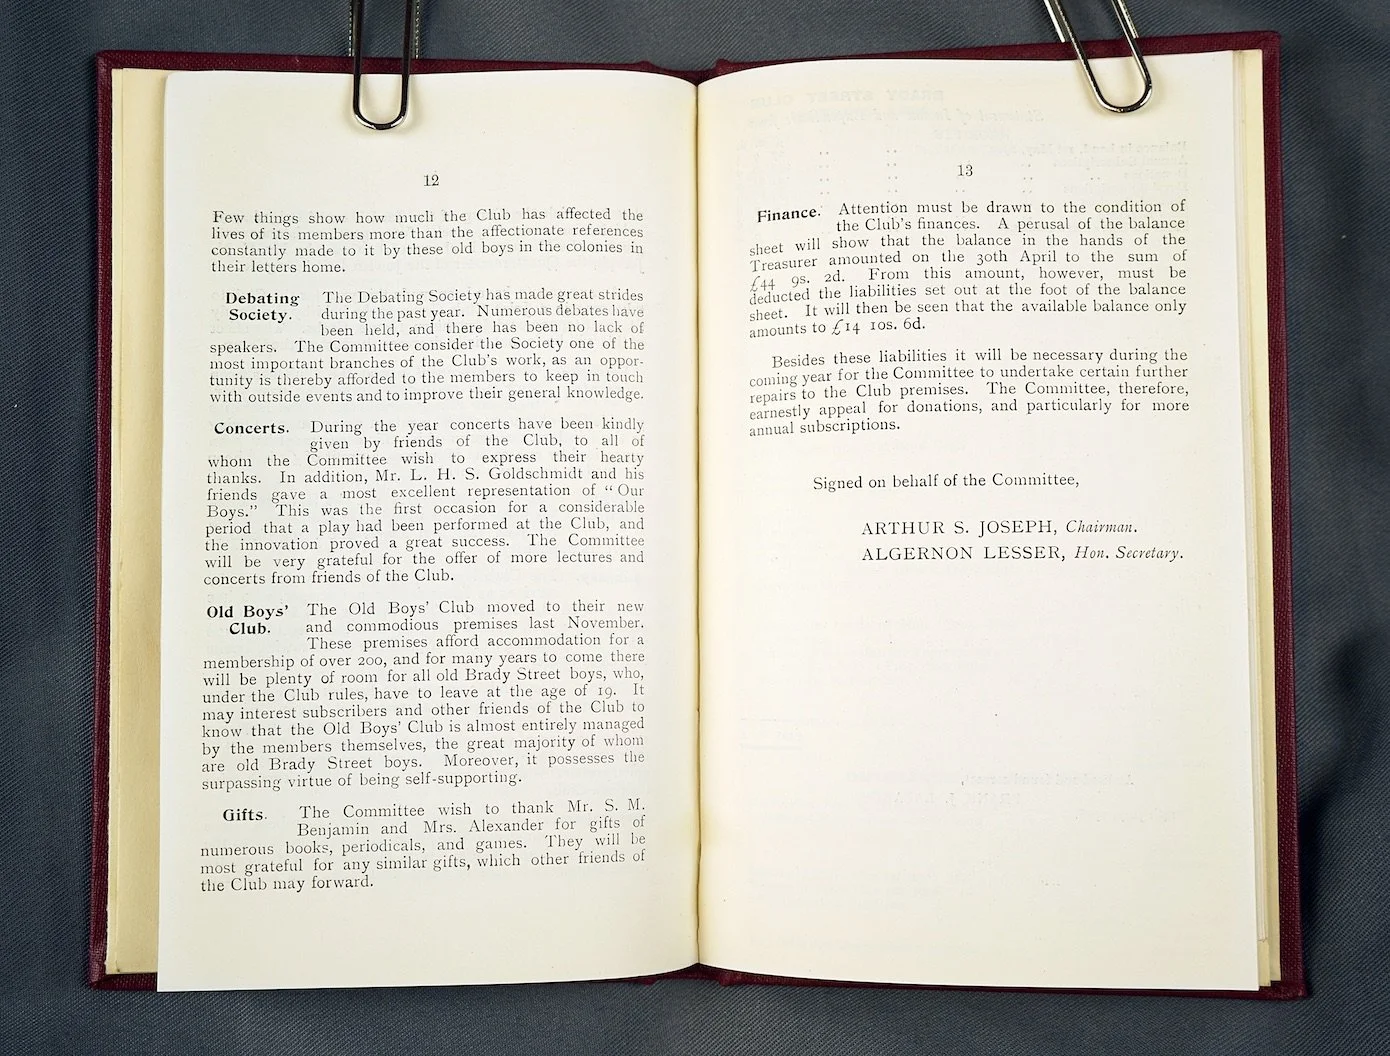 12
Few things show how much the Club has affected the
lives of its members more than the affectionate references
constantly made to it by these old boys in the colonies in
their letters home.
Debating Society. The Debating Society has made great strides
during the past year. Numerous debates have
been held, and there has been no lack of
speakers. The Committee consider the Society one of the
most important branches of the Club's work, as an oppor-
tunity is thereby afforded to the members to keep in touch
with outside events and to improve their general knowledge.
Concerts. During the year concerts have been kindly
given by friends of the Club, to all of
whom the Committee wish to express their hearty
thanks. In addition, Mr. L. H. S. Goldschmidt and his
friends gave a most excellent representation of "Our
Boys." This was the first occasion for a considerable
period that a play had been performed at the Club, and
the innovation proved a great success. The Committee
will be very grateful for the offer of more lectures and
concerts from friends of the Club.
Old Boys' Club. The Old Boys' Club moved to their new
and commodious premises last November.
These premises afford accommodation for a
membership of over 200, and for many years to come there
will be plenty of room for all old Brady Street boys, who,
under the Club rules, have to leave at the age of 19. It
may interest subscribers and other friends of the Club to
know that the Old Boys' Club is almost entirely managed
by the members themselves, the great majority of whom
are old Brady Street boys. Moreover, it possesses the
surpassing virtue of being self-supporting.
Gifts. The Committee wish to thank Mr. S. M.
Benjamin and Mrs. Alexander for gifts of
numerous books, periodicals, and games. They will be
most grateful for any similar gifts, which other friends of
the Club may forward.
13
Finance. Attention must be drawn to the condition of
the Club's finances. A perusal of the balance
sheet will show that the balance in the hands of the
Treasurer amounted on the 30th April to the sum of
£44 9s. 2d. From this amount, however, must be
deducted the liabilities set out at the foot of the balance
sheet. It will then be seen that the available balance only
amounts to £14 10s. 6d.
Besides these liabilities it will be necessary during the
coming year for the Committee to undertake certain further
repairs to the Club premises. The Committee, therefore,
earnestly appeal for donations, and particularly for more
annual subscriptions.
Signed on behalf of the Committee,
ARTHUR S. JOSEPH, Chairman.
ALGERNON LESSER, Hon. Secretary.